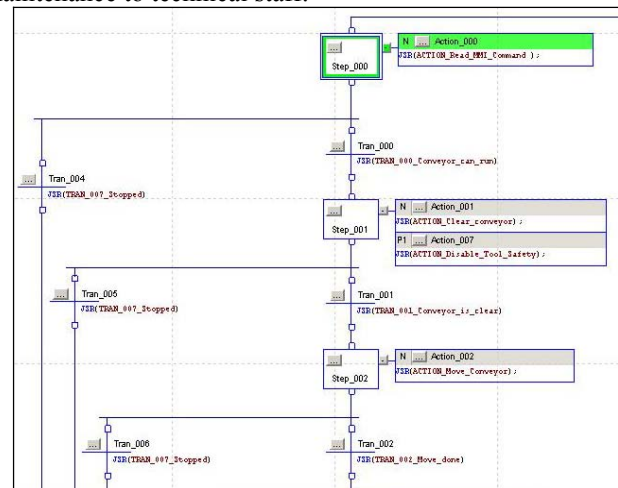 maintenance to technical staff.
N ... Action_000
... JSR(ACTION_Read_MMI_Command );
Step_000
Tran_000
... JSR(TRAN_000_Conveyor_can_run)
... Tran_004
JSR(TRAN_007_Stopped)
... N ... Action_001
JSR(ACTION_Clear_conveyor);
Step_001 P1 ... Action_007
JSR(ACTION_Disable_Tool_Safety);
... Tran_005 ... Tran_001
JSR(TRAN_007_Stopped) JSR(TRAN_001_Conveyor_is_clear)
... N ... Action_002
Step_002 JSR(ACTION_Move_Conveyor);
... Tran_006 ... Tran_002
JSR(TRAN_007_Stopped) JSR(TRAN_002_Move_done)